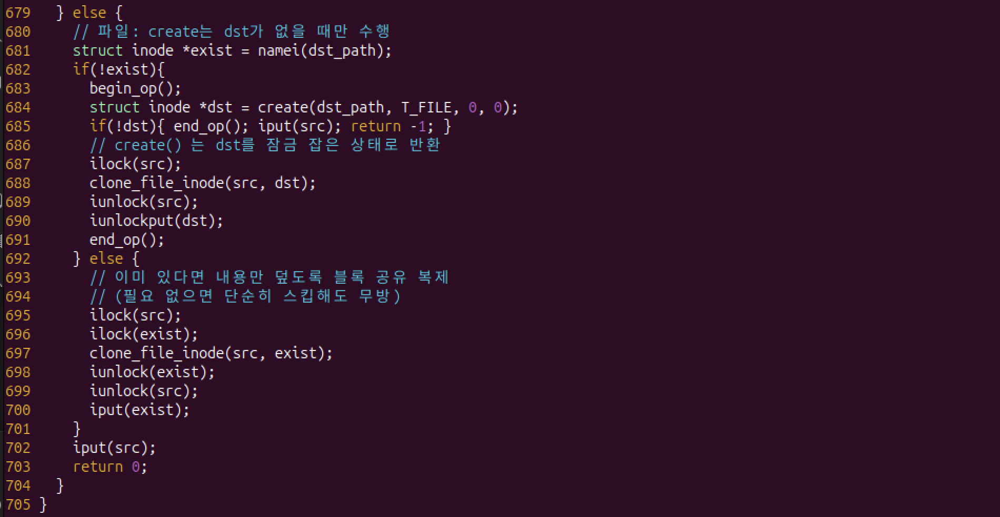 679   } else {
680     // 파일: create는 dst가 없을 때만 수행
681     struct inode *exist = namei(dst_path);
682     if(!exist){
683       begin_op();
684       struct inode *dst = create(dst_path, T_FILE, 0, 0);
685       if(!dst){ end_op(); iput(src); return -1; }
686       // create() 는 dst를 잠금 잡은 상태로 반환
687       ilock(src);
688       clone_file_inode(src, dst);
689       iunlock(src);
690       iunlockput(dst);
691       end_op();
692     } else {
693       // 이미 있다면 내용만 덮도록 블록 공유 복제
694       // (필요 없으면 단순히 스킵해도 무방)
695       ilock(src);
696       ilock(exist);
697       clone_file_inode(src, exist);
698       iunlock(exist);
699       iunlock(src);
700       iput(exist);
701     }
702     iput(src);
703     return 0;
704   }
705 }